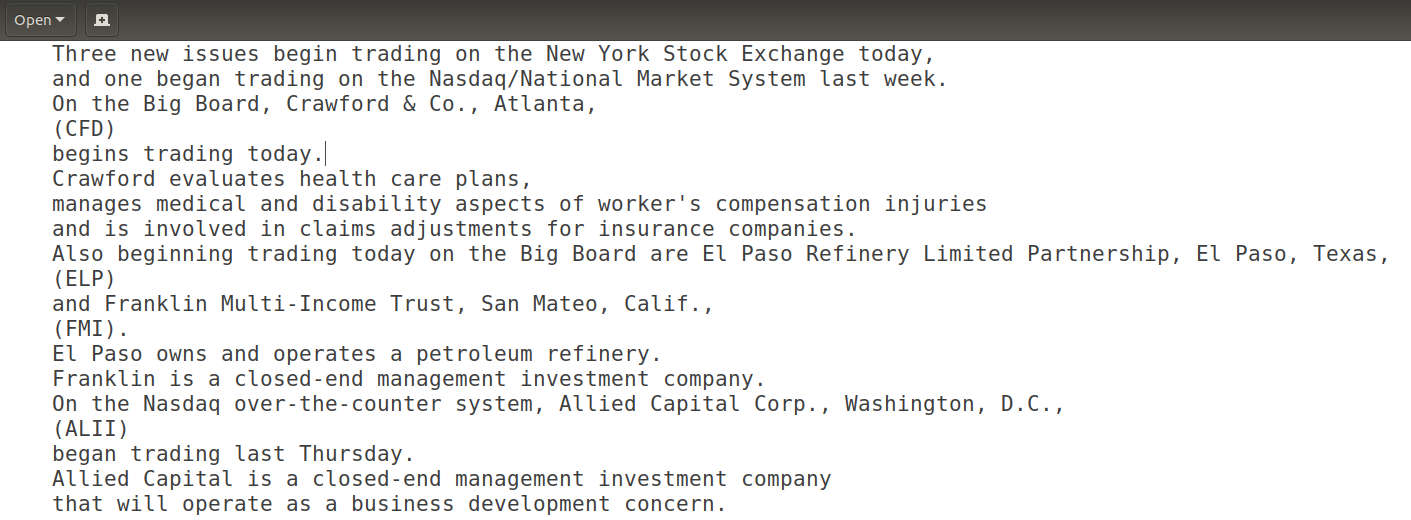 Open
Three new issues begin trading on the New York Stock Exchange today,
and one began trading on the Nasdaq/National Market System last week.
On the Big Board, Crawford & Co., Atlanta,
(CFD)
begins trading today.
Crawford evaluates health care plans,
manages medical and disability aspects of worker's compensation injuries
and is involved in claims adjustments for insurance companies.
Also beginning trading today on the Big Board are El Paso Refinery Limited Partnership, El Paso, Texas,
(ELP)
and Franklin Multi-Income Trust, San Mateo, Calif.,
(FMI).
El Paso owns and operates a petroleum refinery.
Franklin is a closed-end management investment company.
On the Nasdaq over-the-counter system, Allied Capital Corp., Washington, D.C.,
(ALII)
began trading last Thursday.
Allied Capital is a closed-end management investment company
that will operate as a business development concern.